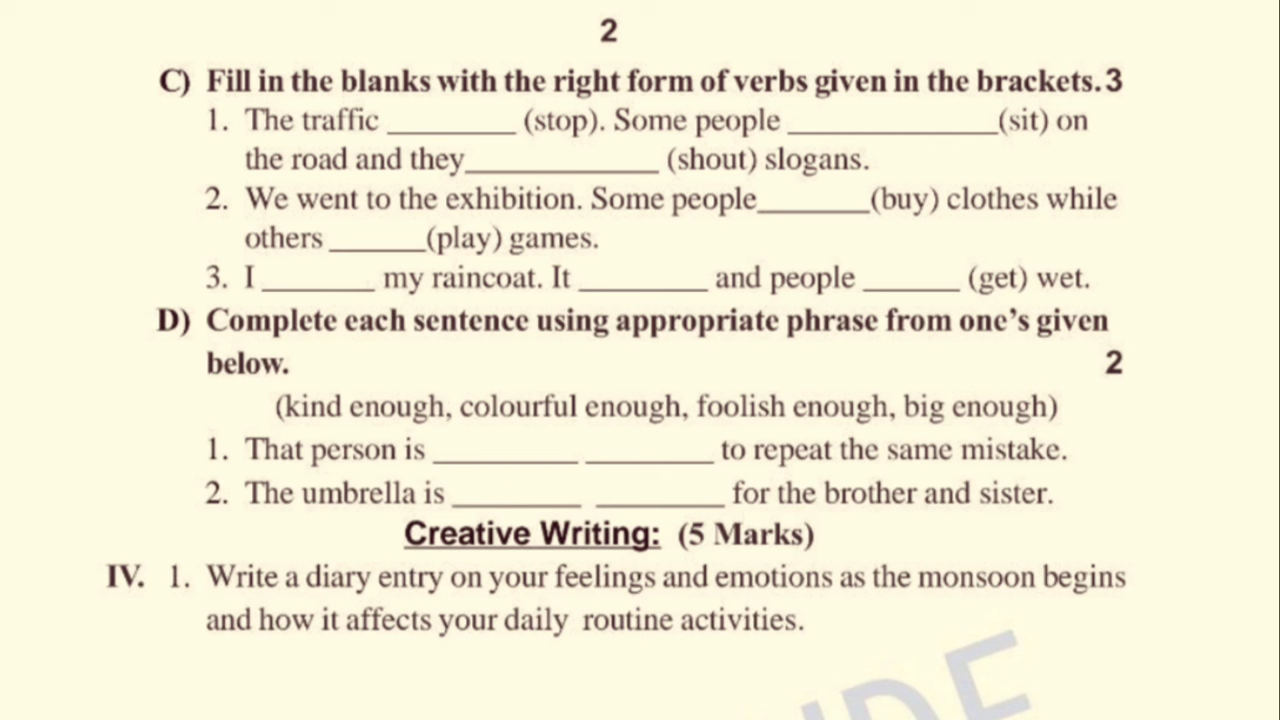 2
C) Fill in the blanks with the right form of verbs given in the brackets. 3
1. The traffic ________ (stop). Some people ______________(sit) on
the road and they_____________ (shout) slogans.
2. We went to the exhibition. Some people_______(buy) clothes while
others ______(play) games.
3. I _______ my raincoat. It ________ and people ______ (get) wet.
D) Complete each sentence using appropriate phrase from one's given
below. 2
(kind enough, colourful enough, foolish enough, big enough)
1. That person is _________ ________ to repeat the same mistake.
2. The umbrella is ________ ________ for the brother and sister.
Creative Writing: (5 Marks)
IV. 1. Write a diary entry on your feelings and emotions as the monsoon begins
and how it affects your daily routine activities.